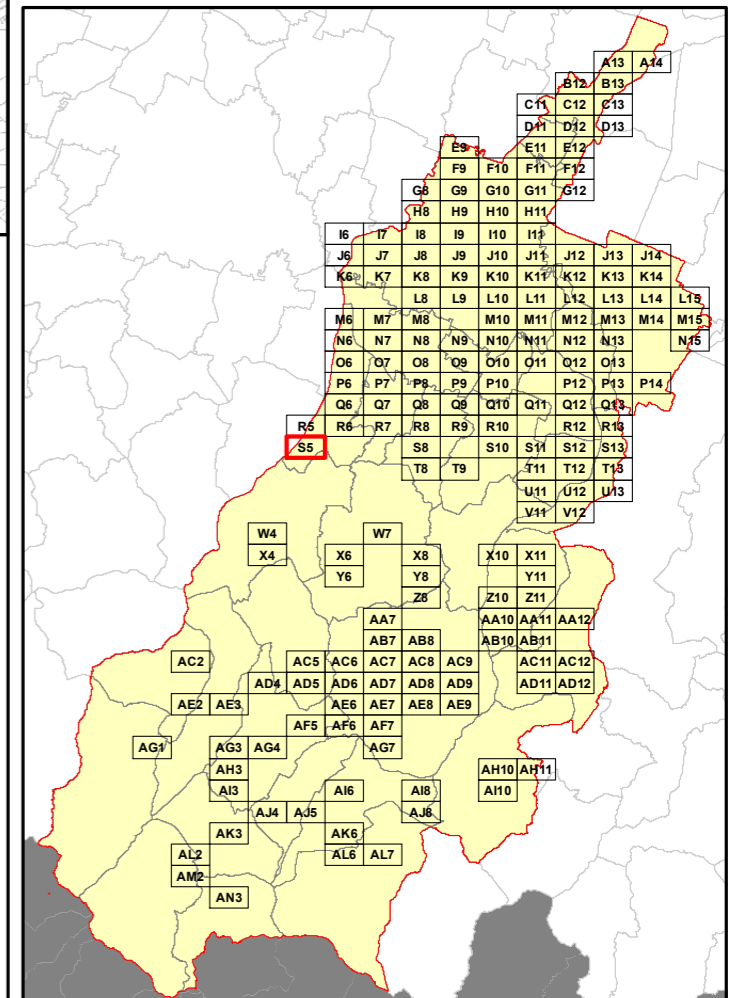 A13 A14
B12 B13
C11 C12 C13
D11 D12 D13
E9 E11 E12
F9 F10 F11 F12
G8 G9 G10 G11 G12
H8 H9 H10 H11
I6 I7 I8 I9 I10 I11
J6 J7 J8 J9 J10 J11 J12 J13 J14
K6 K7 K8 K9 K10 K11 K12 K13 K14
L8 L9 L10 L11 L12 L13 L14 L15
M6 M7 M8 M10 M11 M12 M13 M14 M15
N6 N7 N8 N9 N10 N11 N12 N13 N15
O6 O7 O8 O9 O10 O11 O12 O13
P6 P7 P8 P9 P10 P12 P13 P14
Q6 Q7 Q8 Q9 Q10 Q11 Q12 Q13
R5 R6 R7 R8 R9 R10 R12 R13
S5 S8 S10 S11 S12 S13
T8 T9 T11 T12 T13
U11 U12 U13
V11 V12
W4 W7
X4 X6 X8 X10 X11
Y6 Y8 Y11
Z8 Z10 Z11
AA7 AA10 AA11 AA12
AB7 AB8 AB10 AB11
AC2 AC5 AC6 AC7 AC8 AC9 AC11 AC12
AD4 AD5 AD6 AD7 AD8 AD9 AD11 AD12
AE2 AE3 AE6 AE7 AE8 AE9
AF5 AF6 AF7
AG1 AG3 AG4 AG7
AH3 AH10 AH11
AI3 AI6 AI8 AI10
AJ4 AJ5 AJ8
AK3 AK6
AL2 AL6 AL7
AM2
AN3